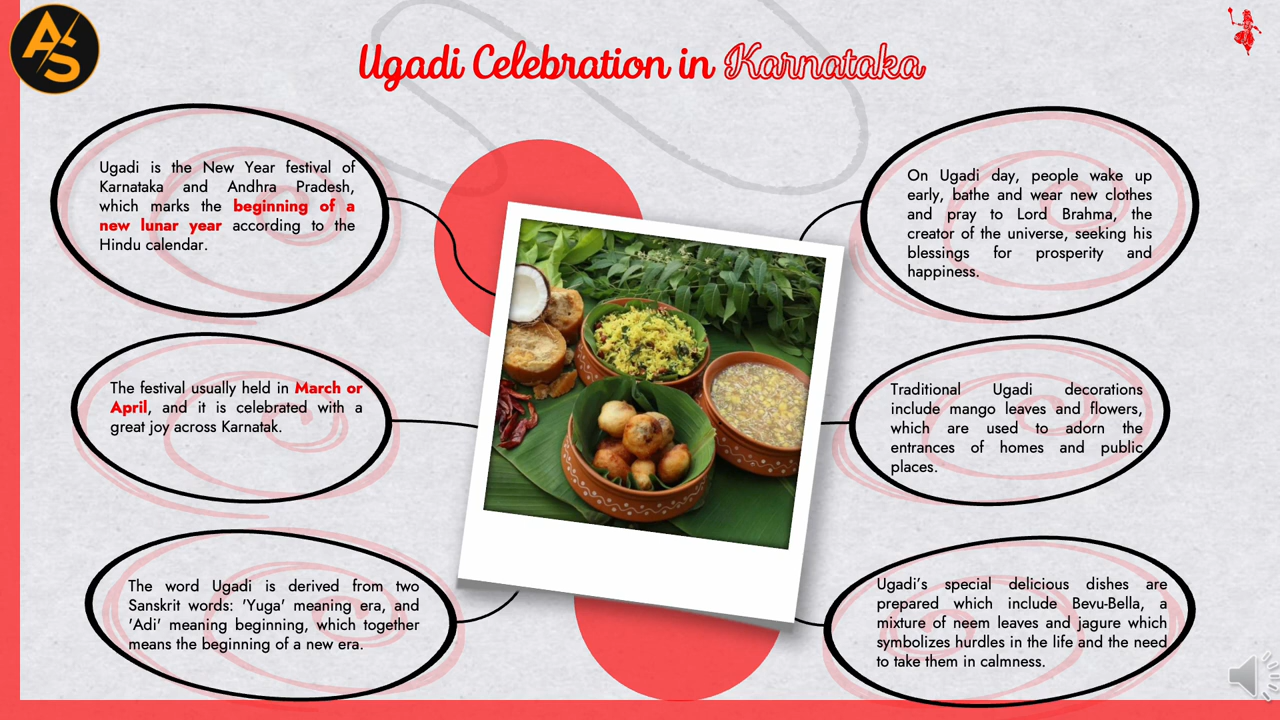 AS
Ugadi Celebration in Karnataka
Ugadi is the New Year festival of
Karnataka and Andhra Pradesh,
which marks the beginning of a
new lunar year according to the
Hindu calendar.
The festival usually held in March or
April, and it is celebrated with a
great joy across Karnatak.
The word Ugadi is derived from two
Sanskrit words: 'Yuga' meaning era, and
'Adi' meaning beginning, which together
means the beginning of a new era.
On Ugadi day, people wake up
early, bathe and wear new clothes
and pray to Lord Brahma, the
creator of the universe, seeking his
blessings for prosperity and
happiness.
Traditional Ugadi decorations
include mango leaves and flowers,
which are used to adorn the
entrances of homes and public
places.
Ugadi’s special delicious dishes are
prepared which include Bevu-Bella, a
mixture of neem leaves and jagure which
symbolizes hurdles in the life and the need
to take them in calmness.